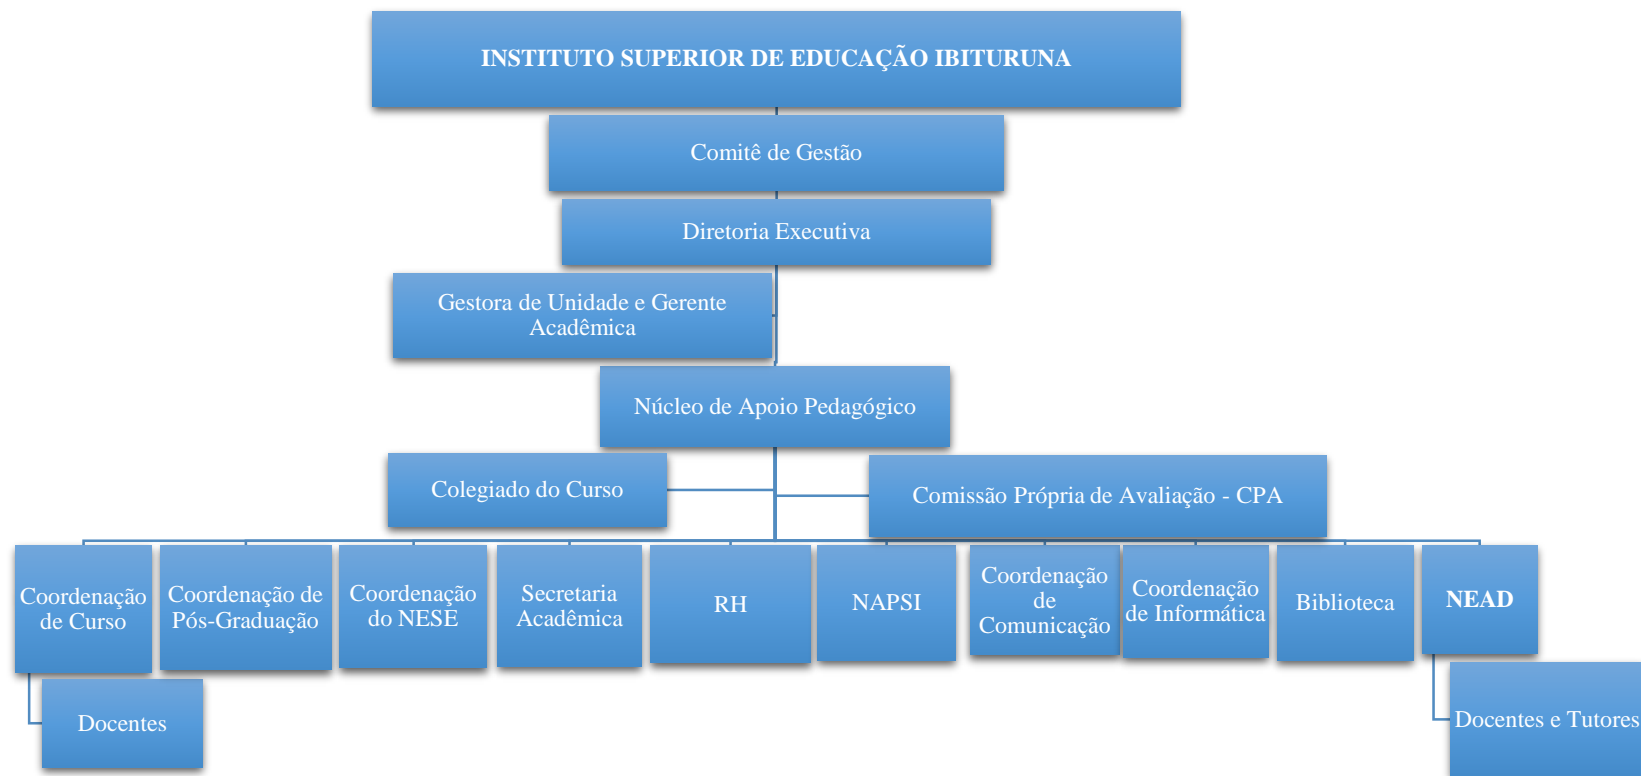 INSTITUTO SUPERIOR DE EDUCAÇÃO IBITURUNA
Comitê de Gestão
Diretoria Executiva
Gestora de Unidade e Gerente
Acadêmica
Núcleo de Apoio Pedagógico
Colegiado do Curso
Comissão Própria de Avaliação - CPA
Coordenação
de Curso
Coordenação de
Pós-Graduação
Coordenação
do NESE
Secretaria
Acadêmica
RH
NAPSI
Coordenação
de
Comunicação
Coordenação
de Informática
Biblioteca
NEAD
Docentes
Docentes e Tutores